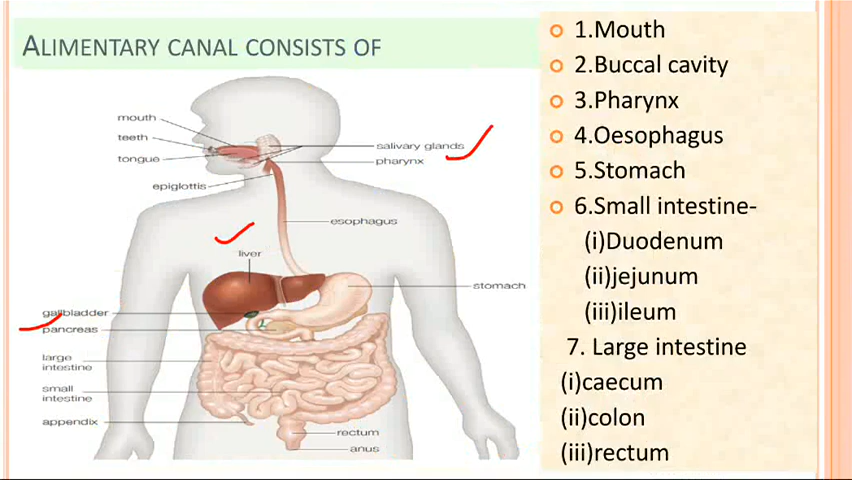 ALIMENTARY CANAL CONSISTS OF
mouth
teeth
tongue
epiglottis
salivary glands
pharynx
esophagus
liver
stomach
gallbladder
pancreas
large
intestine
small
intestine
appendix
rectum
anus
1.Mouth
2.Buccal cavity
3.Pharynx
4.Oesophagus
5.Stomach
6.Small intestine-
(i)Duodenum
(ii)jejunum
(iii)ileum
7. Large intestine
(i)caecum
(ii)colon
(iii)rectum